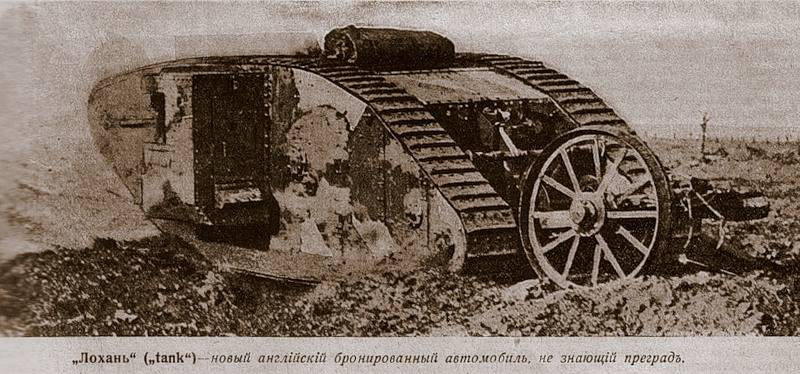 „Лохань“ („tank“)—новый англійскій бронированный автомобиль, не знающій преградъ.